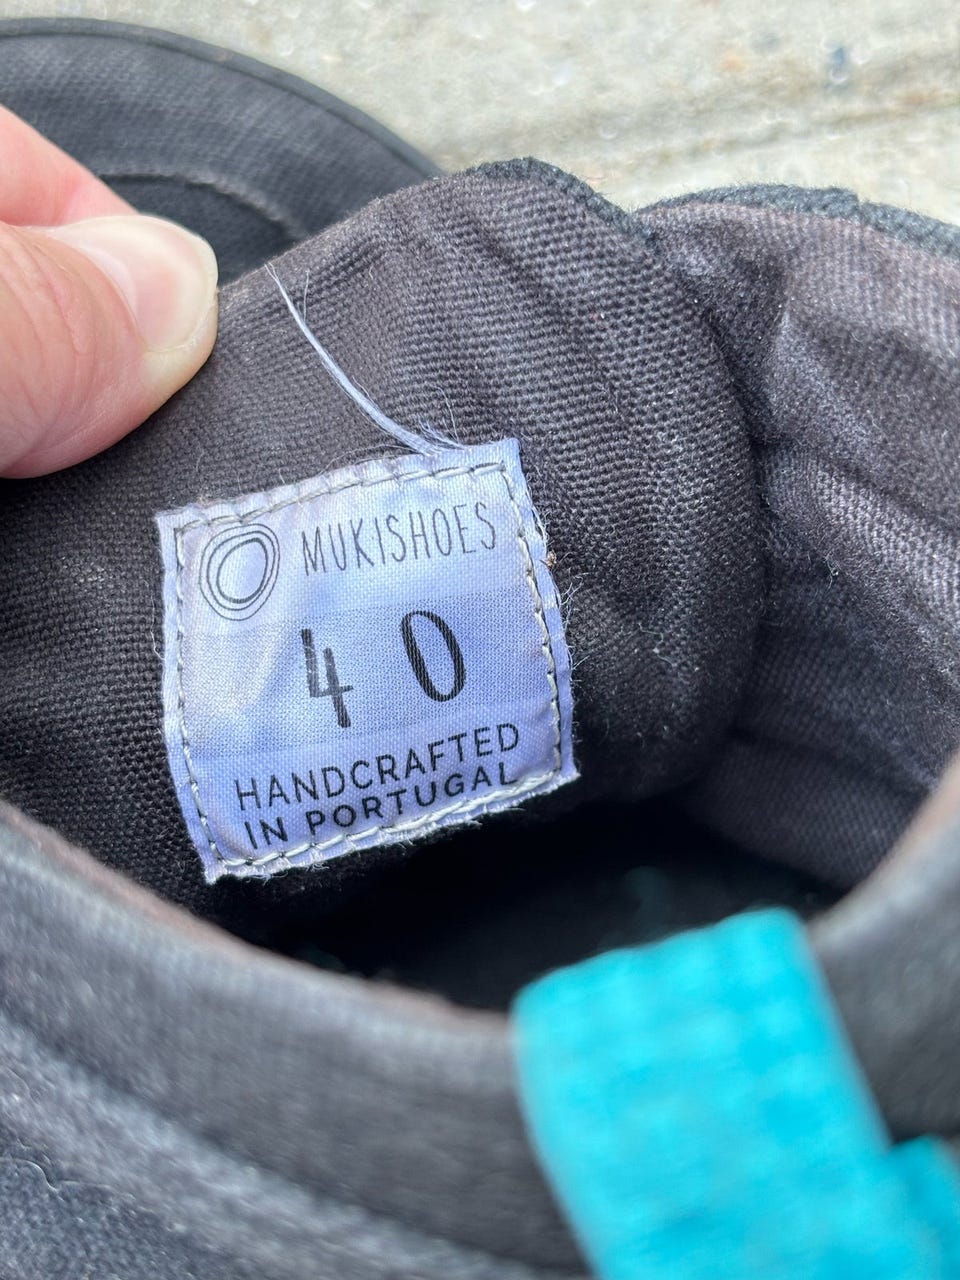 MUKISHOES
40
HANDCRAFTED
IN PORTUGAL